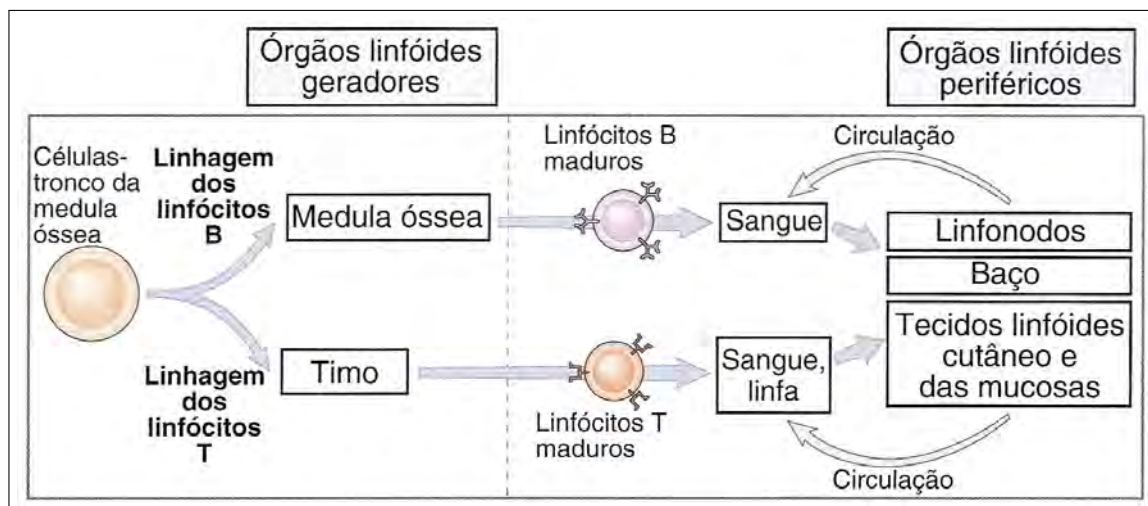 Órgãos linfóides
geradores
Órgãos linfóides
periféricos
Células-
tronco da
medula
óssea
Linhagem
dos
linfócitos
B
Medula óssea
Linfócitos B
maduros
Sangue
Circulação
Linfonodos
Baço
Tecidos linfóides
cutâneo e
das mucosas
Linhagem
dos
linfócitos
T
Timo
Linfócitos T
maduros
Sangue,
linfa
Circulação